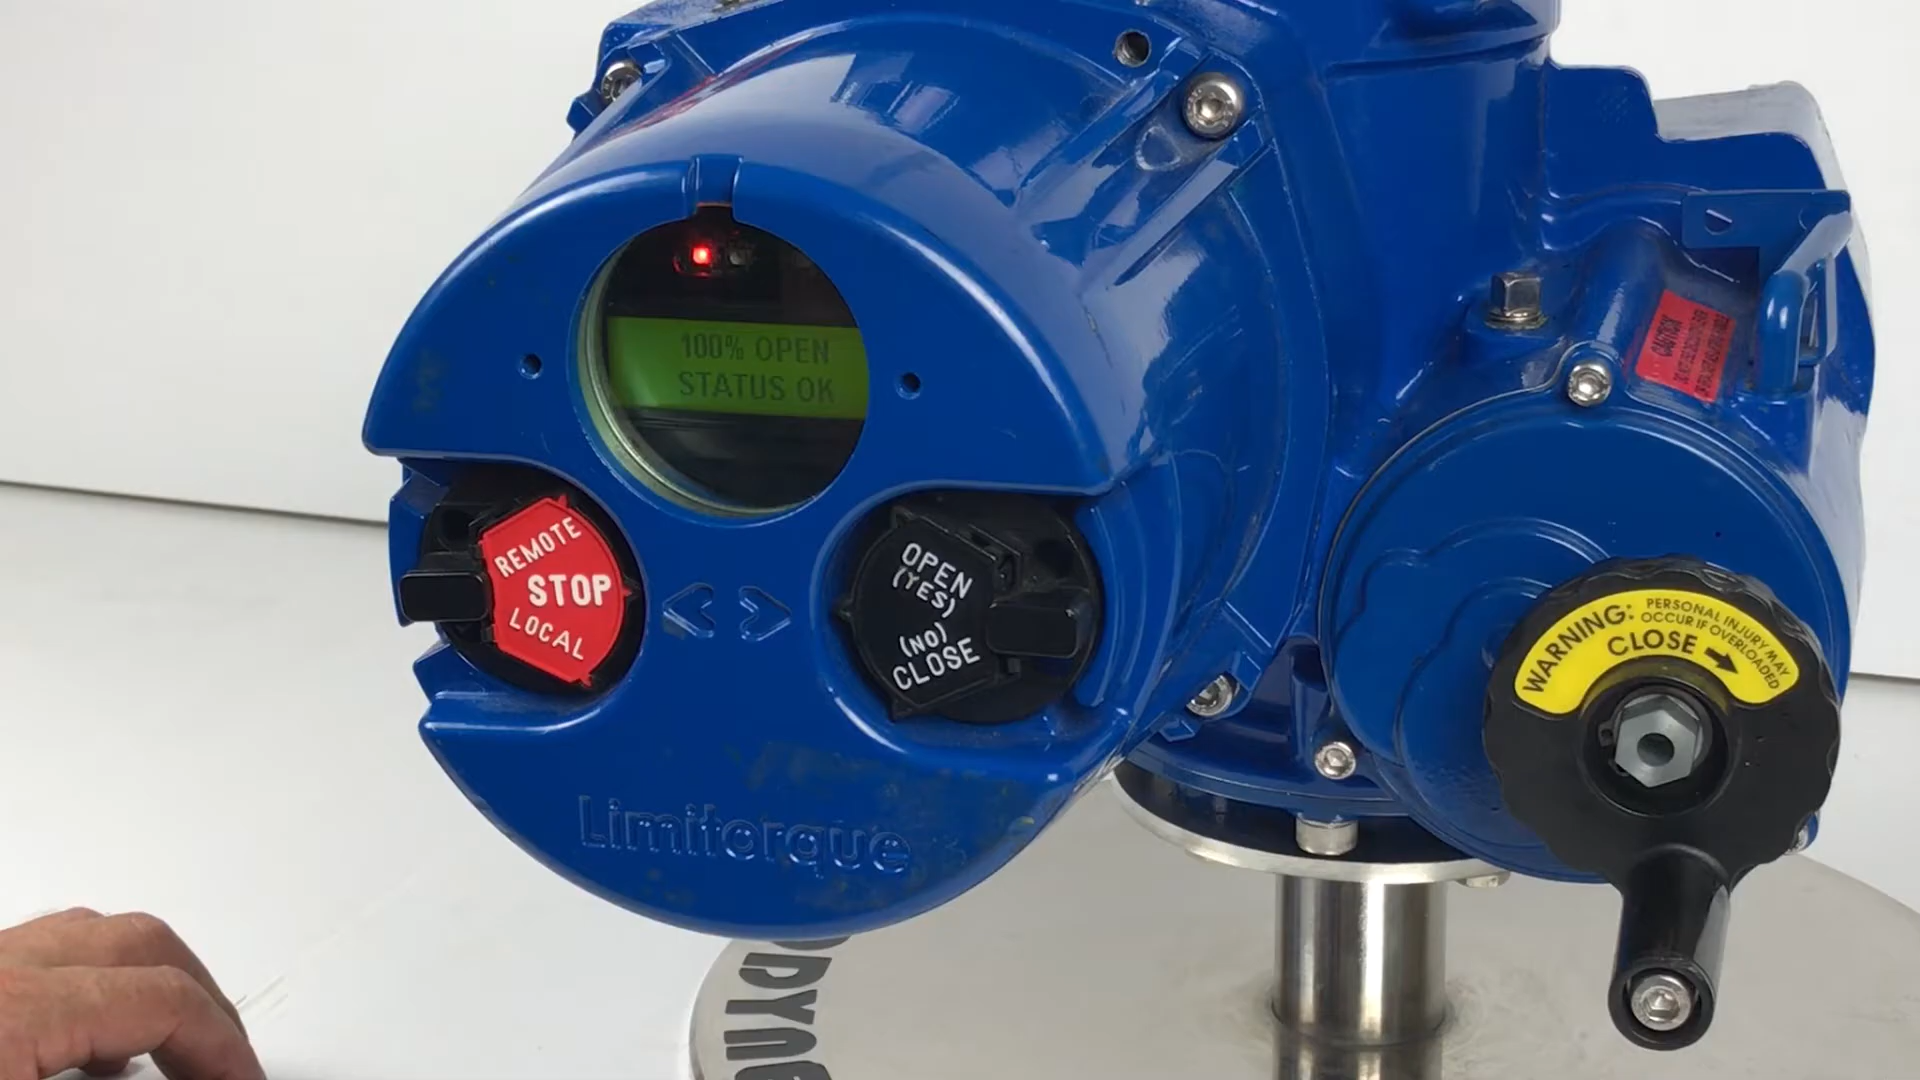 100% OPEN
STATUS OK
REMOTE
STOP
LOCAL
OPEN
(YES)
(NO)
CLOSE
Limitorque
CAUTION
WARNING: PERSONAL INJURY MAY
OCCUR IF OVERLOADED
CLOSE